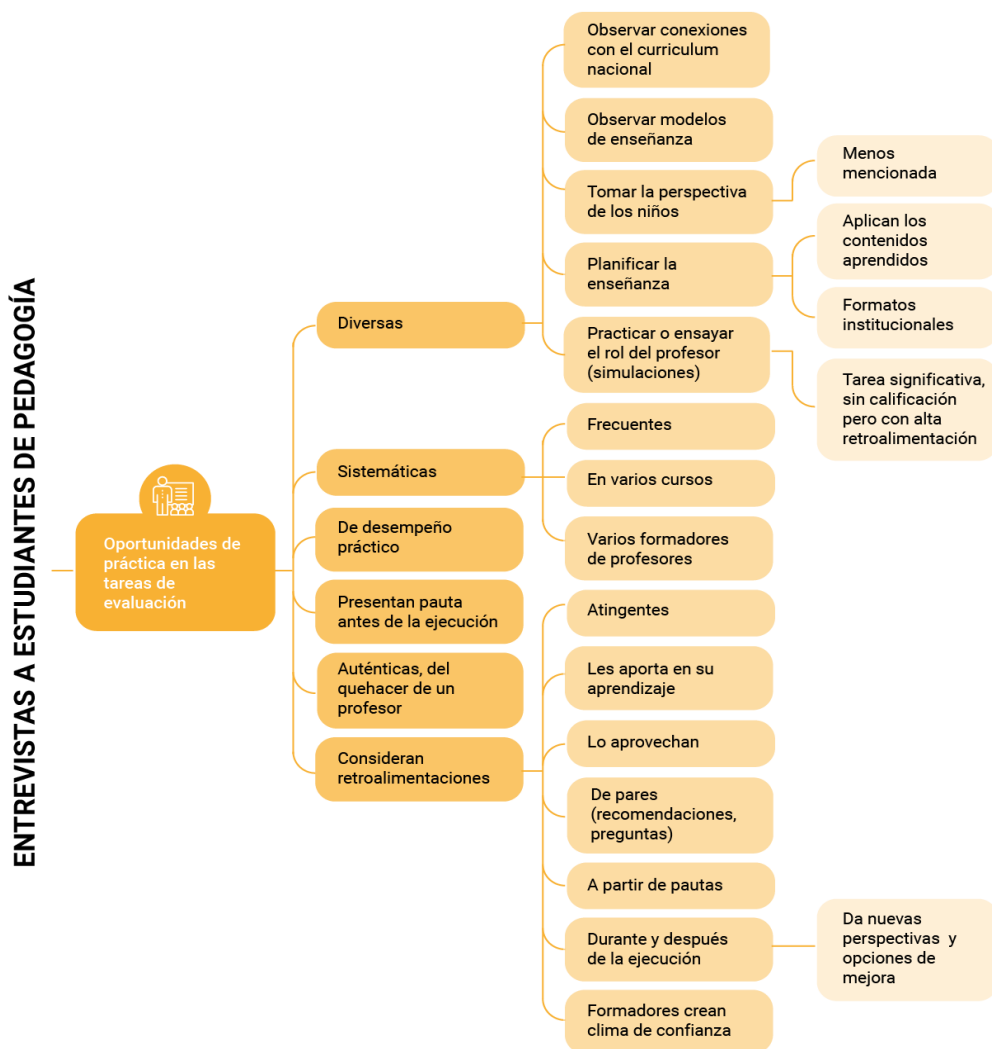 ENTREVISTAS A ESTUDIANTES DE PEDAGOGÍA
Oportunidades de
práctica en las
tareas de
evaluación
Diversas
Observar conexiones
con el curriculum
nacional
Observar modelos
de enseñanza
Tomar la perspectiva
de los niños
Menos
mencionada
Planificar la
enseñanza
Aplican los
contenidos
aprendidos
Formatos
institucionales
Practicar o ensayar
el rol del profesor
(simulaciones)
Tarea significativa,
sin calificación
pero con alta
retroalimentación
Sistemáticas
Frecuentes
En varios cursos
Varios formadores
de profesores
De desempeño
práctico
Presentan pauta
antes de la ejecución
Auténticas, del
quehacer de un
profesor
Consideran
retroalimentaciones
Atingentes
Les aporta en su
aprendizaje
Lo aprovechan
De pares
(recomendaciones,
preguntas)
A partir de pautas
Durante y después
de la ejecución
Da nuevas
perspectivas y
opciones de
mejora
Formadores crean
clima de confianza